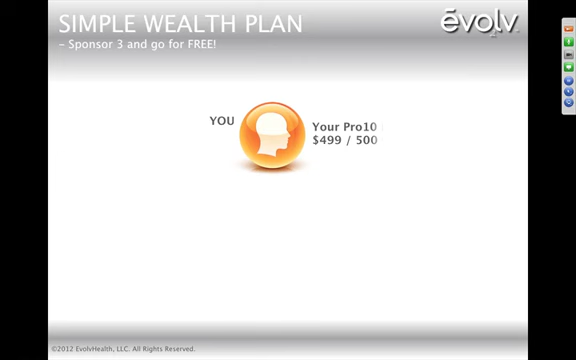 SIMPLE WEALTH PLAN
– Sponsor 3 and go for FREE!
ēvolv
YOU
Your Pro10
$499 / 500
©2012 EvolvHealth, LLC. All Rights Reserved.